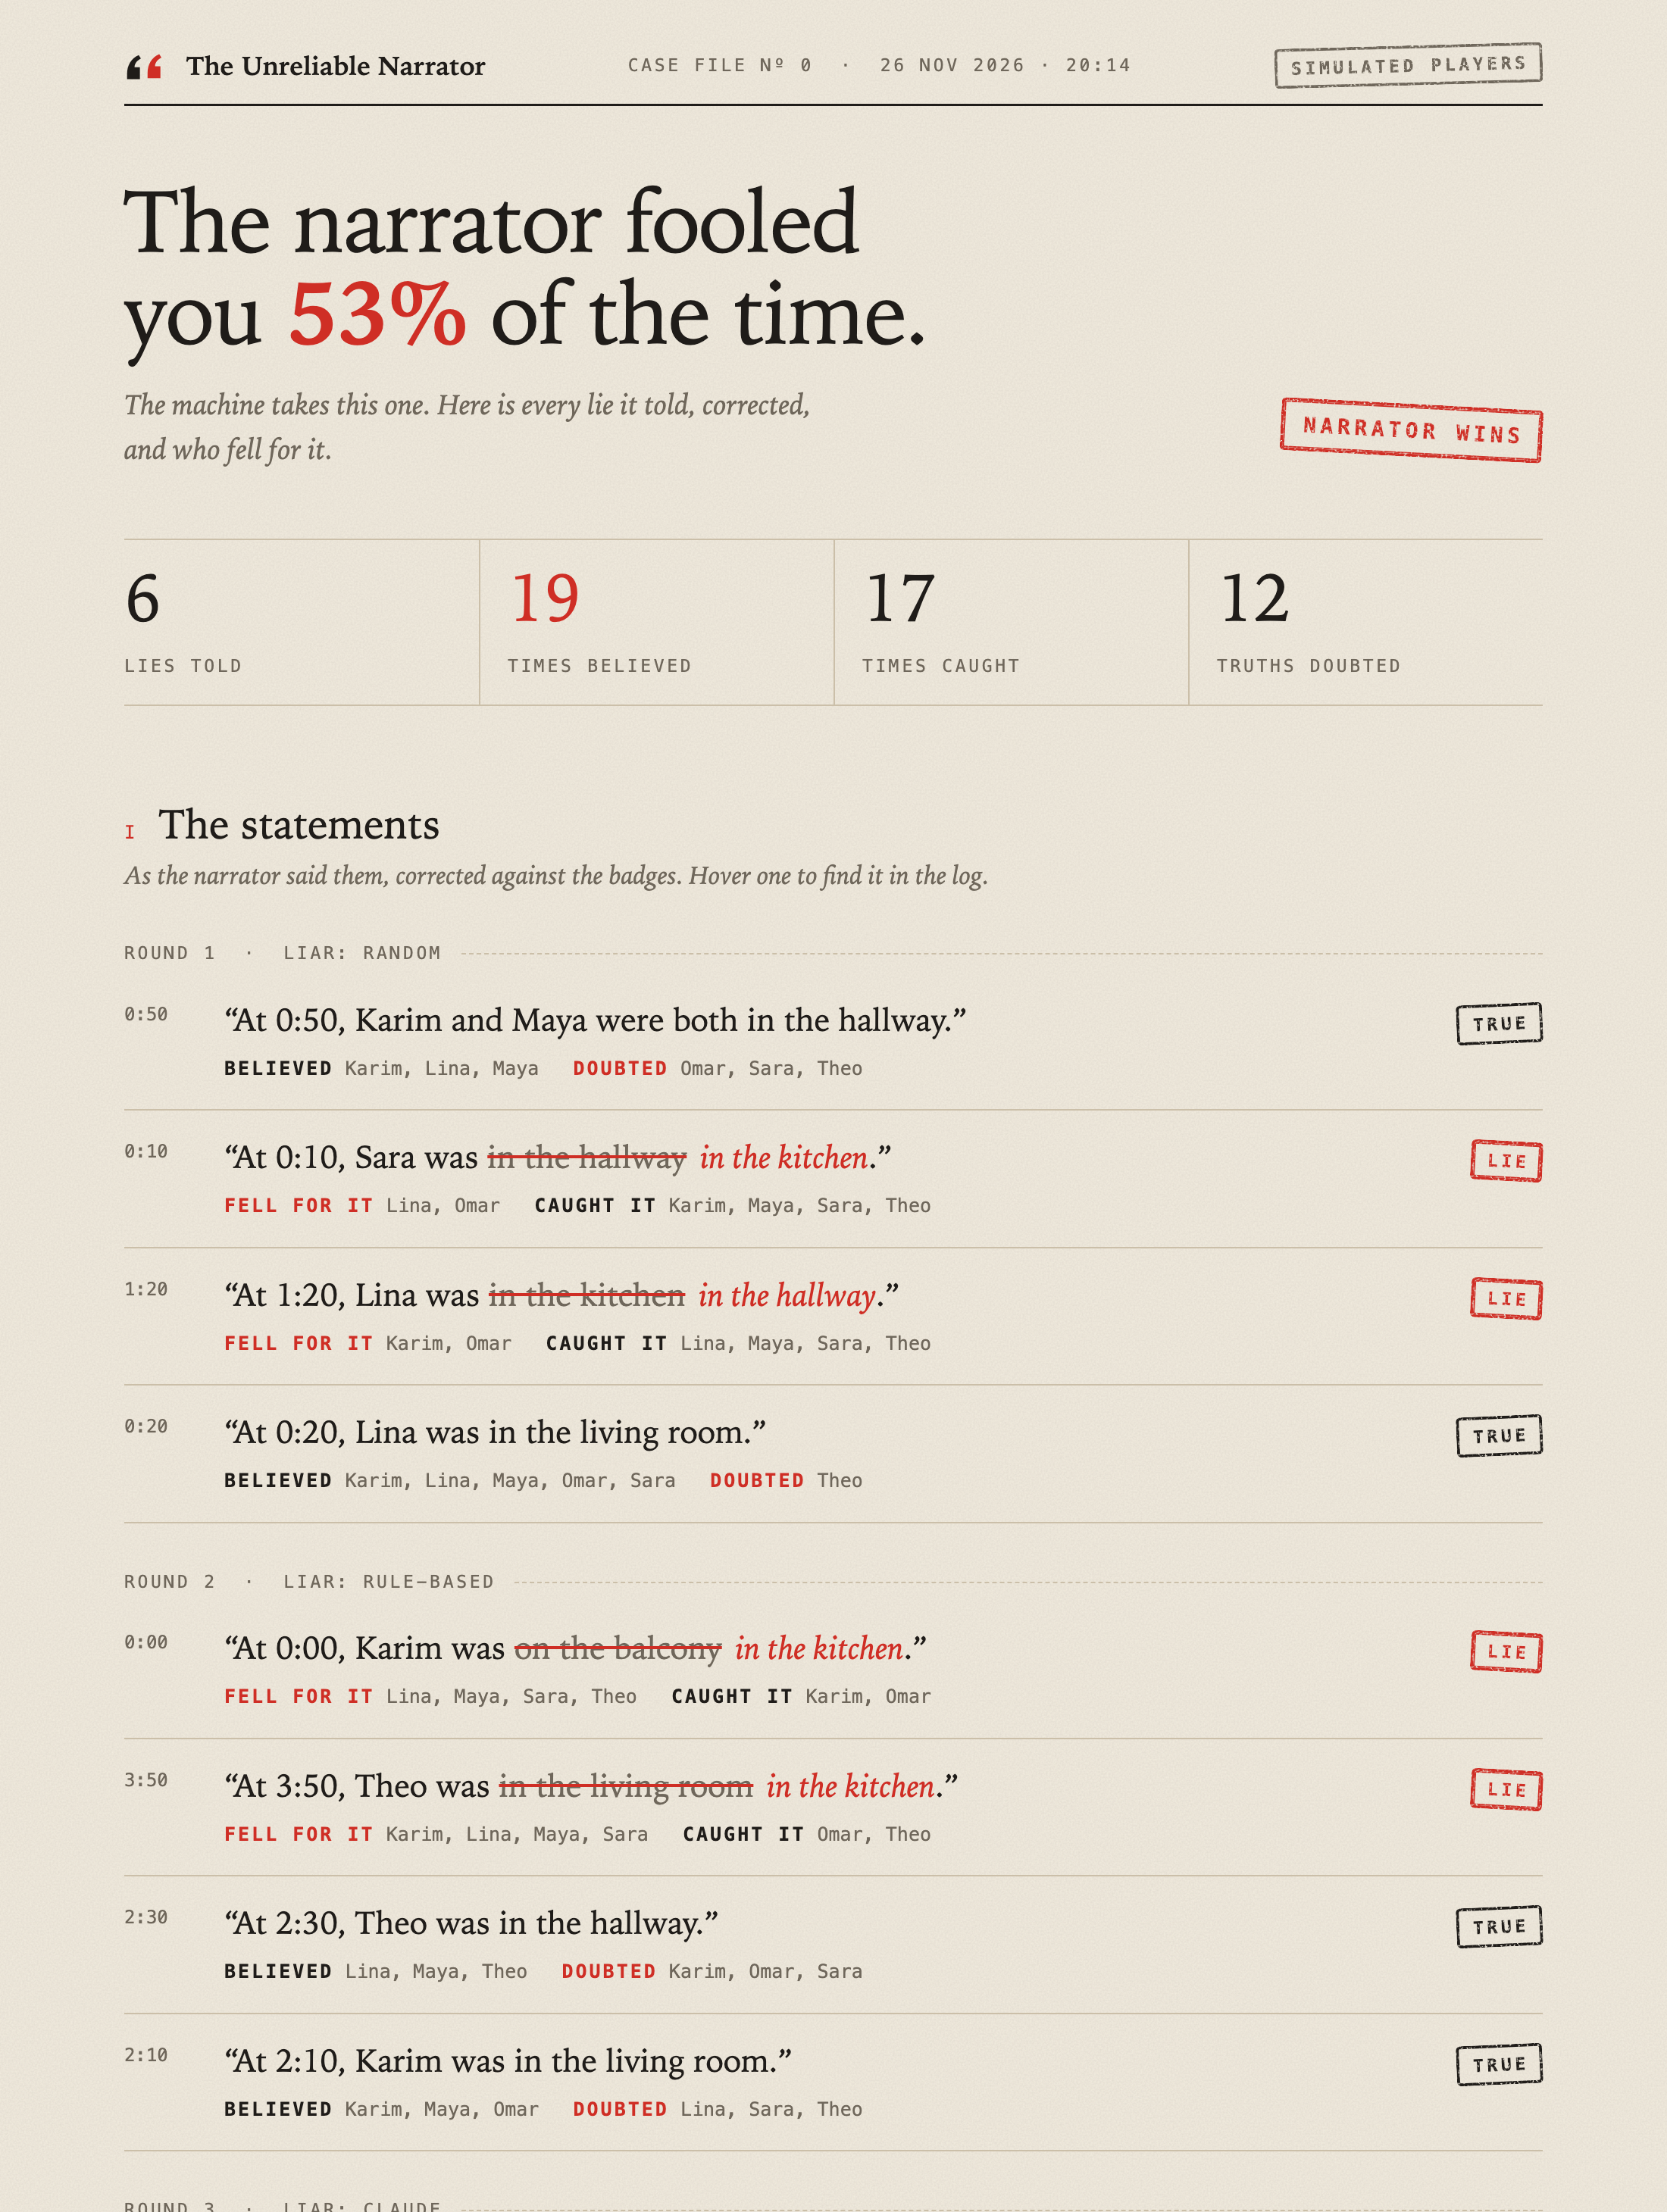 The Unreliable Narrator
CASE FILE Nº 0 · 26 NOV 2026 · 20:14
SIMULATED PLAYERS
The narrator fooled
you 53% of the time.
The machine takes this one. Here is every lie it told, corrected,
and who fell for it.
NARRATOR WINS
6
LIES TOLD
19
TIMES BELIEVED
17
TIMES CAUGHT
12
TRUTHS DOUBTED
I The statements
As the narrator said them, corrected against the badges. Hover one to find it in the log.
ROUND 1 · LIAR: RANDOM
0:50 “At 0:50, Karim and Maya were both in the hallway.” TRUE
BELIEVED Karim, Lina, Maya DOUBTED Omar, Sara, Theo
0:10 “At 0:10, Sara was in the hallway in the kitchen.” LIE
FELL FOR IT Lina, Omar CAUGHT IT Karim, Maya, Sara, Theo
1:20 “At 1:20, Lina was in the kitchen in the hallway.” LIE
FELL FOR IT Karim, Omar CAUGHT IT Lina, Maya, Sara, Theo
0:20 “At 0:20, Lina was in the living room.” TRUE
BELIEVED Karim, Lina, Maya, Omar, Sara DOUBTED Theo
ROUND 2 · LIAR: RULE-BASED
0:00 “At 0:00, Karim was on the balcony in the kitchen.” LIE
FELL FOR IT Lina, Maya, Sara, Theo CAUGHT IT Karim, Omar
3:50 “At 3:50, Theo was in the living room in the kitchen.” LIE
FELL FOR IT Karim, Lina, Maya, Sara CAUGHT IT Omar, Theo
2:30 “At 2:30, Theo was in the hallway.” TRUE
BELIEVED Lina, Maya, Theo DOUBTED Karim, Omar, Sara
2:10 “At 2:10, Karim was in the living room.” TRUE
BELIEVED Karim, Maya, Omar DOUBTED Lina, Sara, Theo
ROUND 3 · LIAR: CLAUDE